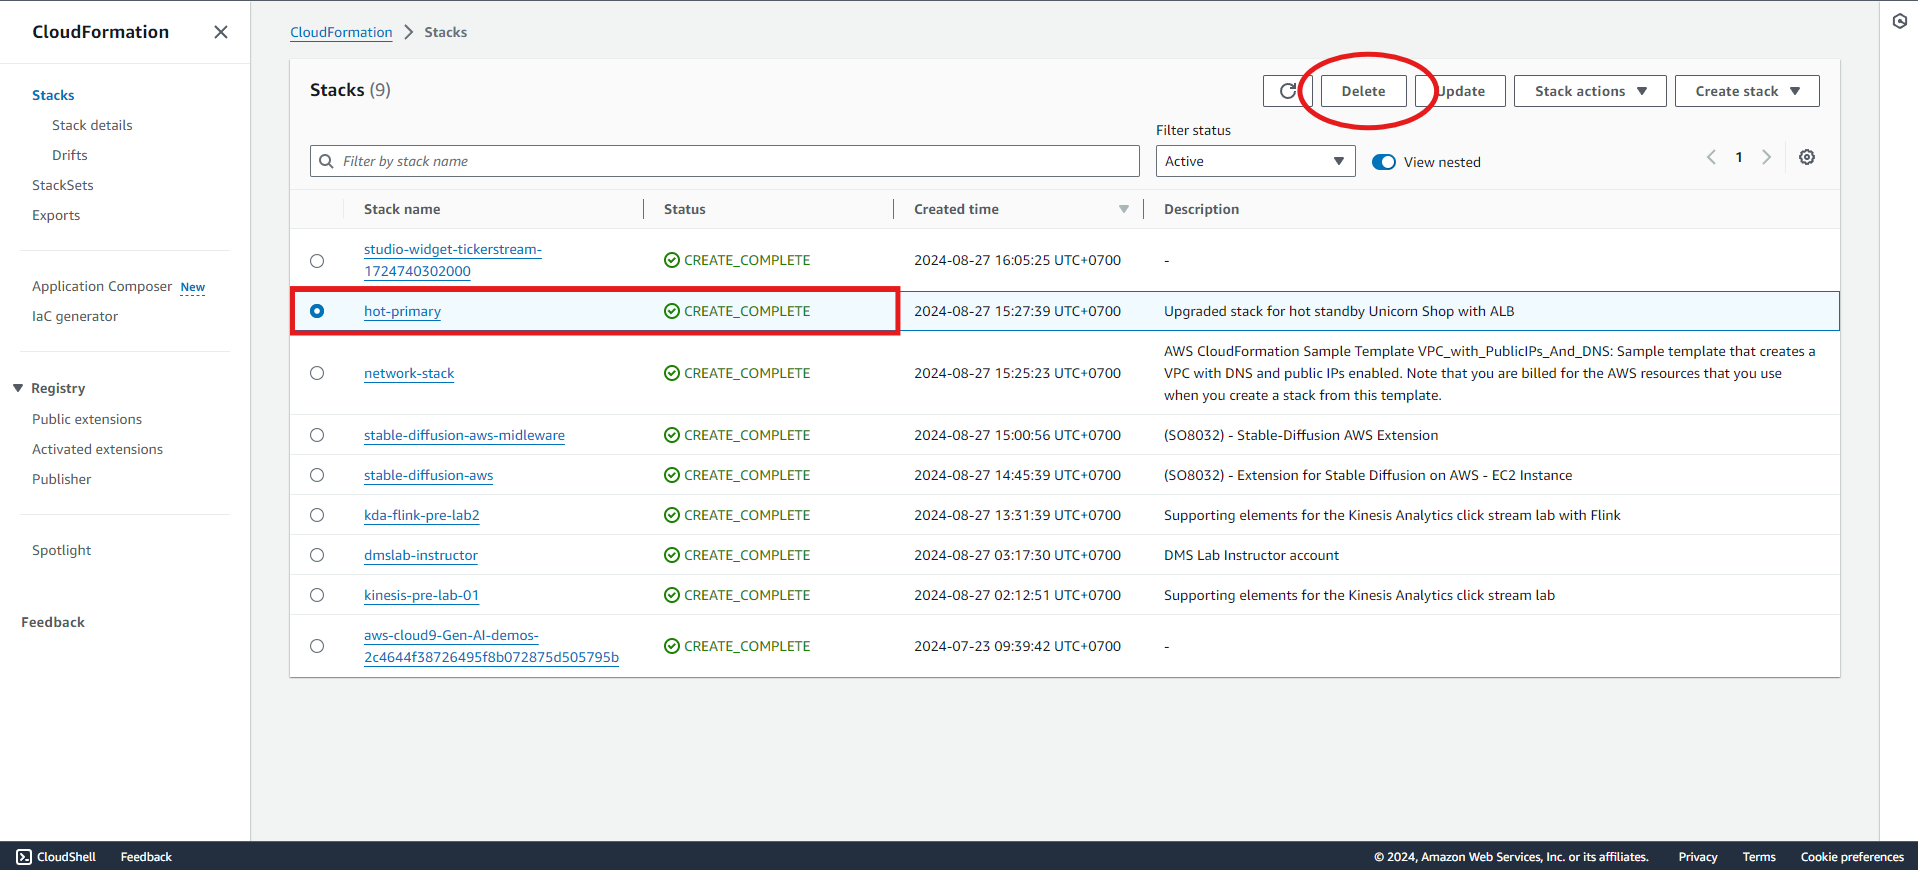 CloudFormation
Stacks
Stack details
Drifts
StackSets
Exports
Application Composer New
IaC generator
Registry
Public extensions
Activated extensions
Publisher
Spotlight
Feedback
CloudFormation > Stacks
Stacks (9)
Delete
Update
Stack actions
Create stack
Filter status
Filter by stack name
Active
View nested
1
Stack name Status Created time Description
studio-widget-tickerstream-
1724740302000
CREATE_COMPLETE 2024-08-27 16:05:25 UTC+0700 -
hot-primary CREATE_COMPLETE 2024-08-27 15:27:39 UTC+0700 Upgraded stack for hot standby Unicorn Shop with ALB
network-stack CREATE_COMPLETE 2024-08-27 15:25:23 UTC+0700
AWS CloudFormation Sample Template VPC_with_PublicIPs_And_DNS: Sample template that creates a
VPC with DNS and public IPs enabled. Note that you are billed for the AWS resources that you use
when you create a stack from this template.
stable-diffusion-aws-midleware CREATE_COMPLETE 2024-08-27 15:00:56 UTC+0700 (SO8032) - Stable-Diffusion AWS Extension
stable-diffusion-aws CREATE_COMPLETE 2024-08-27 14:45:39 UTC+0700 (SO8032) - Extension for Stable Diffusion on AWS - EC2 Instance
kda-flink-pre-lab2 CREATE_COMPLETE 2024-08-27 13:31:39 UTC+0700 Supporting elements for the Kinesis Analytics click stream lab with Flink
dmslab-instructor CREATE_COMPLETE 2024-08-27 03:17:30 UTC+0700 DMS Lab Instructor account
kinesis-pre-lab-01 CREATE_COMPLETE 2024-08-27 02:12:51 UTC+0700 Supporting elements for the Kinesis Analytics click stream lab
aws-cloud9-Gen-AI-demos-
2c4644f38726495f8b072875d505795b
CREATE_COMPLETE 2024-07-23 09:39:42 UTC+0700 -
CloudShell Feedback © 2024, Amazon Web Services, Inc. or its affiliates. Privacy Terms Cookie preferences